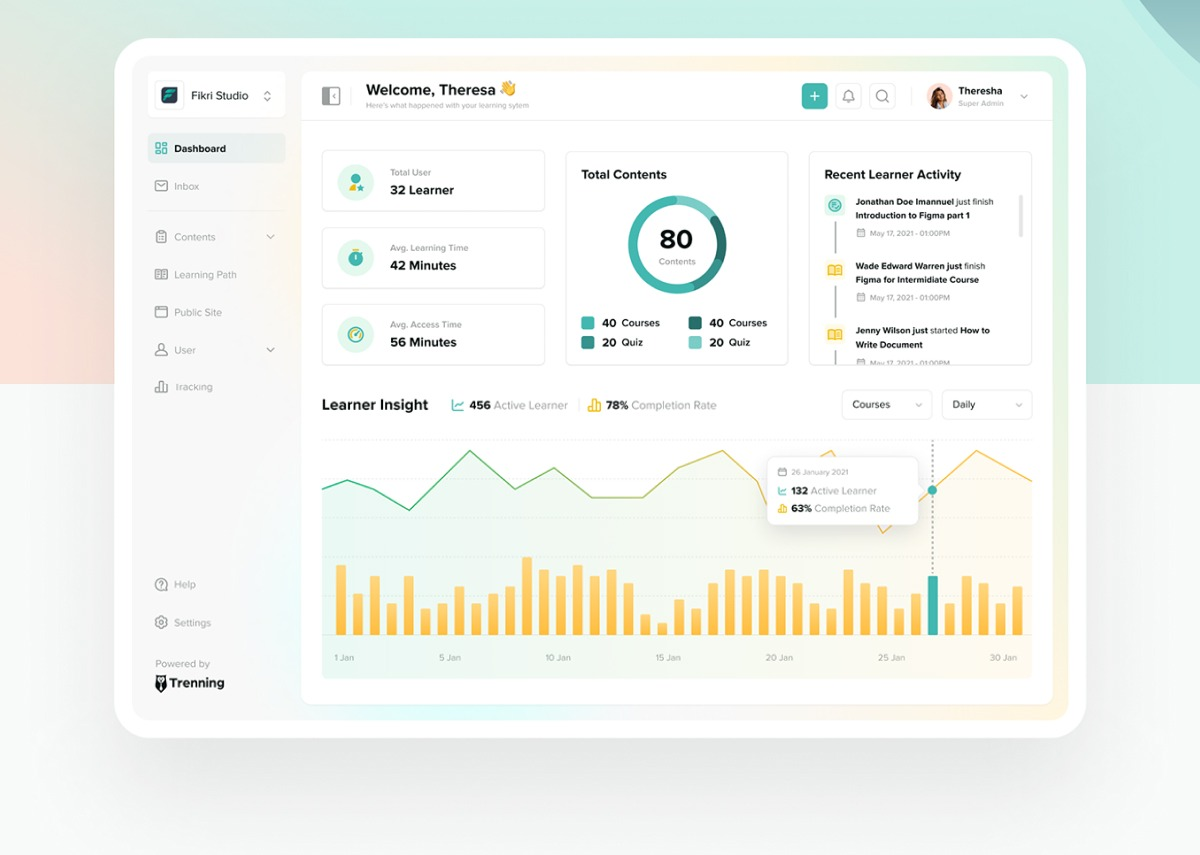 Fikri Studio
Dashboard
Inbox
Contents
Learning Path
Public Site
User
Tracking
Help
Settings
Powered by
Trenning
Welcome, Theresa 👋
Here's what happened with your learning sytem
Theresha
Super Admin
Total User
32 Learner
Avg. Learning Time
42 Minutes
Avg. Access Time
56 Minutes
Total Contents
80
Contents
40 Courses
40 Courses
20 Quiz
20 Quiz
Recent Learner Activity
Jonathan Doe Imannuel just finish
Introduction to Figma part 1
May 17, 2021 - 01:00PM
Wade Edward Warren just finish
Figma for Intermidiate Course
May 17, 2021 - 01:00PM
Jenny Wilson just started How to
Write Document
May 17, 2021 - 01:00PM
Learner Insight
456 Active Learner
78% Completion Rate
Courses
Daily
26 January 2021
132 Active Learner
63% Completion Rate
1 Jan
5 Jan
10 Jan
15 Jan
20 Jan
25 Jan
30 Jan